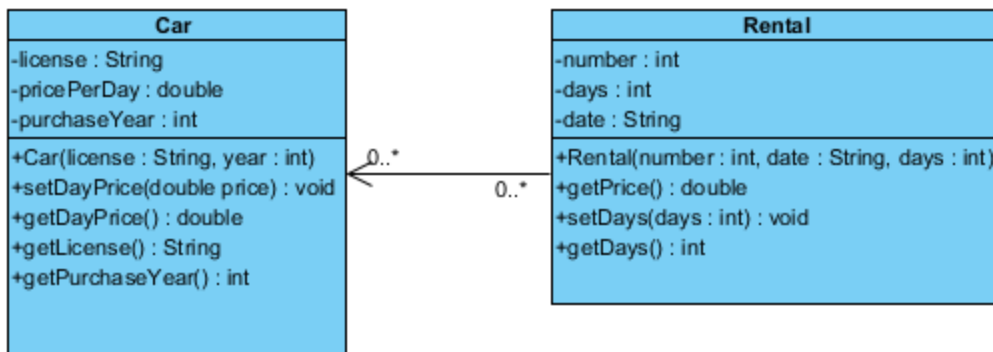 Car
-license : String
-pricePerDay : double
-purchaseYear : int
+Car(license : String, year : int)
+setDayPrice(double price) : void
+getDayPrice() : double
+getLicense() : String
+getPurchaseYear() : int
0..*
0..*
Rental
-number : int
-days : int
-date : String
+Rental(number : int, date : String, days : int)
+getPrice() : double
+setDays(days : int) : void
+getDays() : int